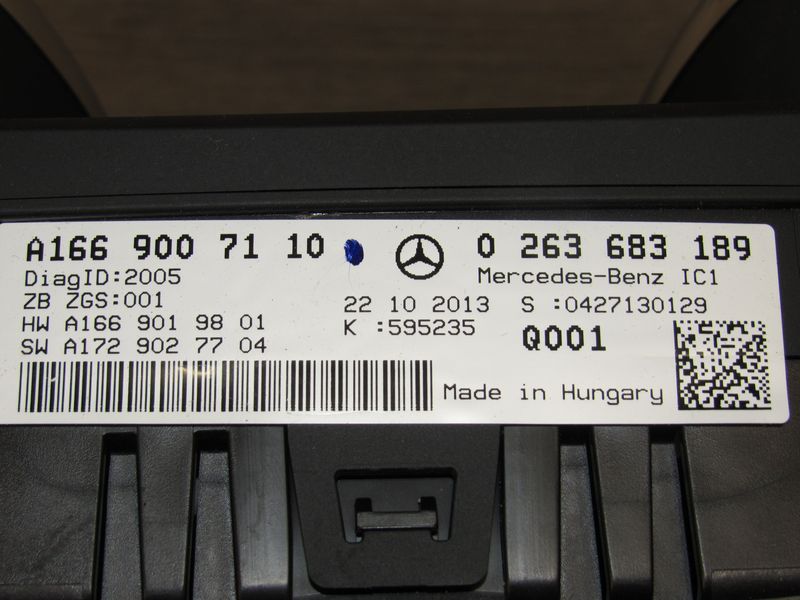 A166 900 71 10 0 263 683 189
DiagID:2005 Mercedes-Benz IC1
ZB ZGS:001 22 10 2013 S :0427130129
HW A166 901 98 01 K :595235 Q001
SW A172 902 77 04
Made in Hungary